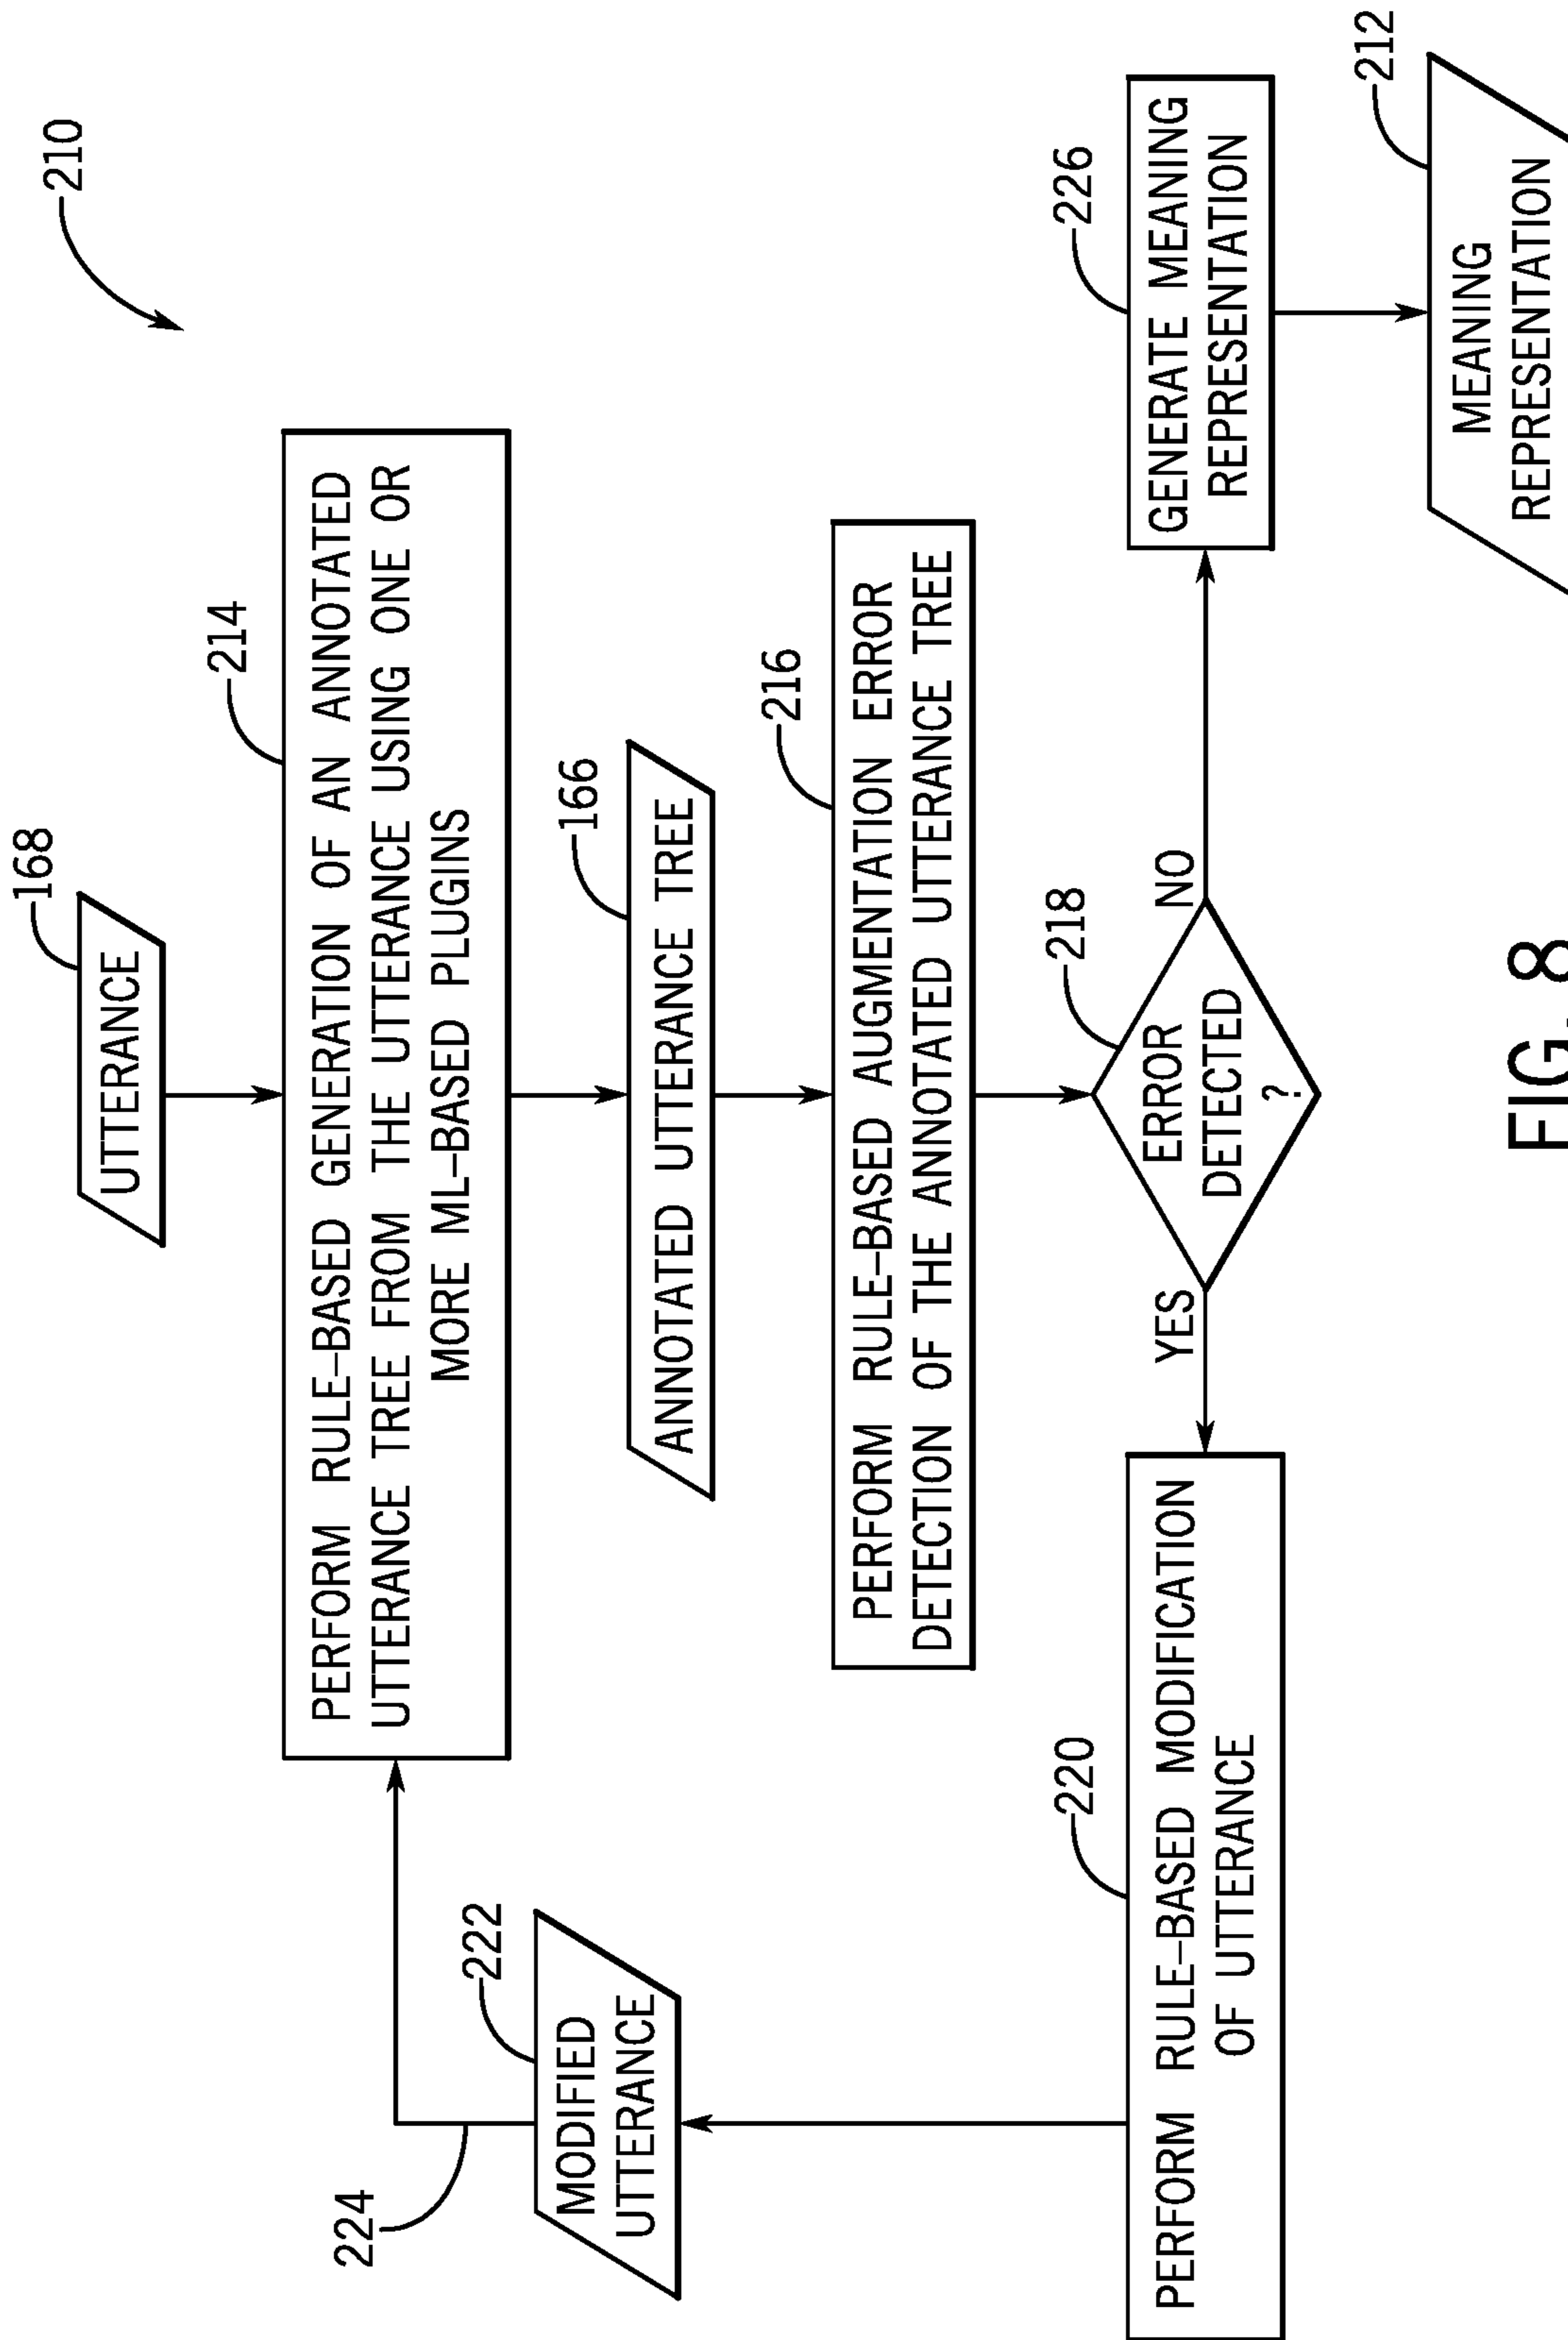 210
168
UTTERANCE
214
PERFORM RULE-BASED GENERATION OF AN ANNOTATED
UTTERANCE TREE FROM THE UTTERANCE USING ONE OR
MORE ML-BASED PLUGINS
166
ANNOTATED UTTERANCE TREE
216
PERFORM RULE-BASED AUGMENTATION ERROR
DETECTION OF THE ANNOTATED UTTERANCE TREE
218
ERROR
DETECTED
?
YES
NO
220
PERFORM RULE-BASED MODIFICATION
OF UTTERANCE
222
MODIFIED
UTTERANCE
224
226
GENERATE MEANING
REPRESENTATION
212
MEANING
REPRESENTATION
FIG. 8